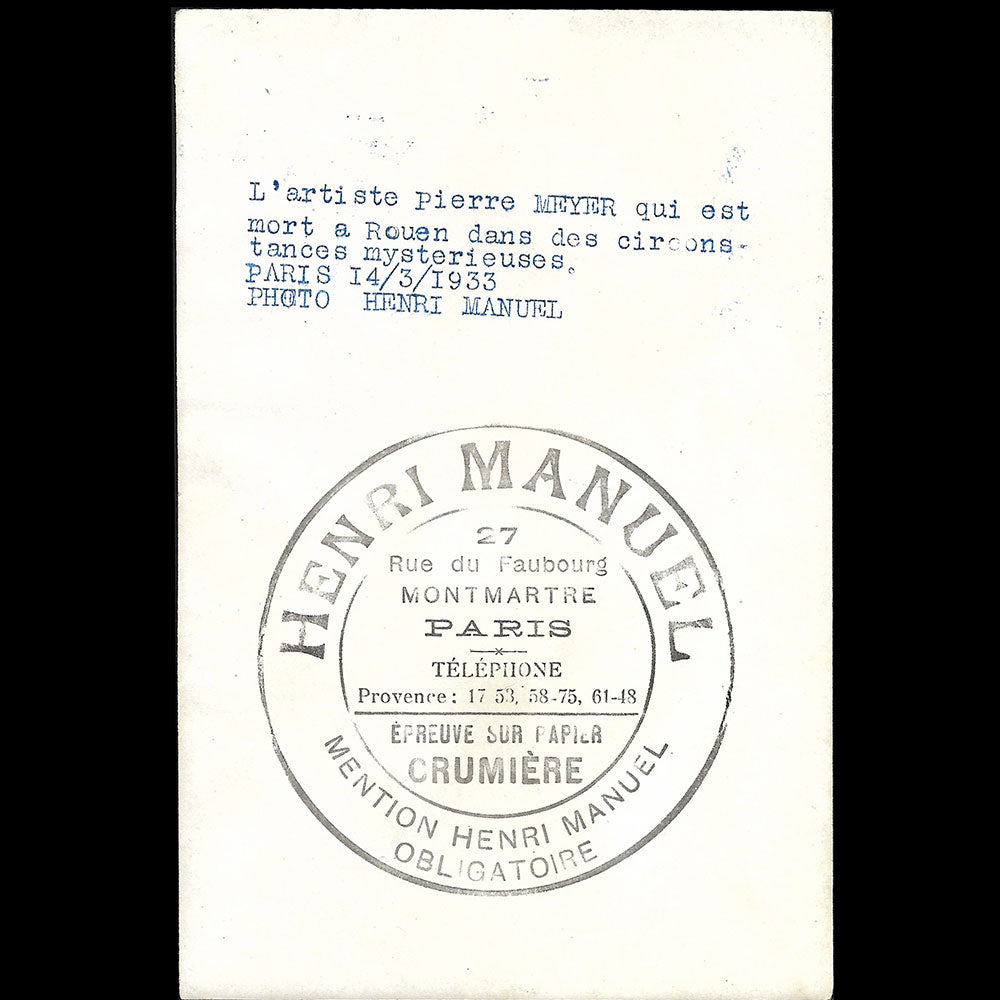 L'artiste Pierre MEYER qui est
mort a Rouen dans des circons-
tances mysterieuses.
PARIS 14/3/1933
PHOTO HENRI MANUEL
HENRI MANUEL
27
Rue du Faubourg
MONTMARTRE
PARIS
TÉLÉPHONE
Provence: 17 53, 58-75, 61-48
ÉPREUVE SUR PAPIER
CRUMIÈRE
MENTION HENRI MANUEL
OBLIGATOIRE